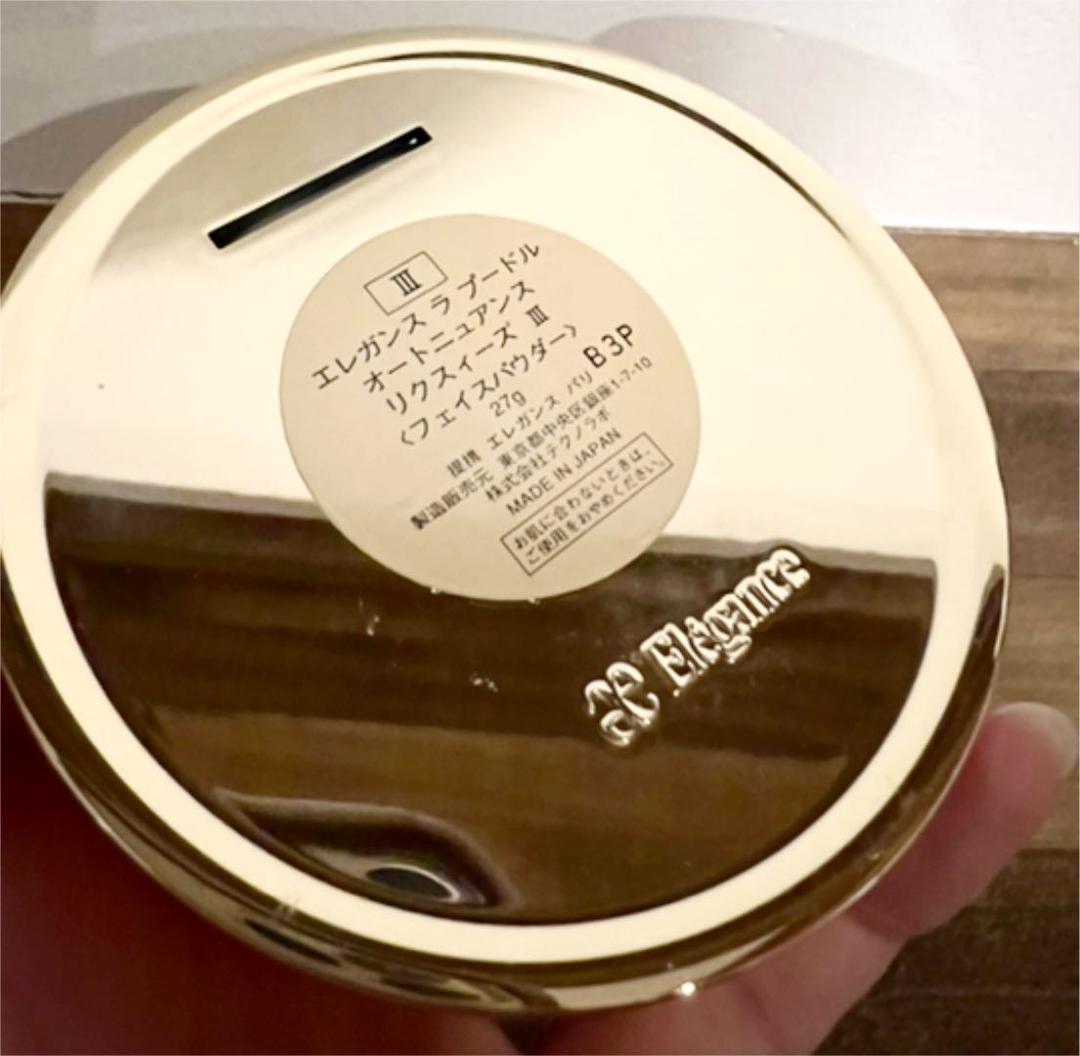 Ⅲ
エレガンス ラ プードル
オートニュアンス
リクスィーズ Ⅲ
〈フェイスパウダー〉
27g
B3P
提携 エレガンス パリ
製造販売元 東京都中央区銀座1-7-10
株式会社テクノラボ
MADE IN JAPAN
お肌に合わないときは、
ご使用をおやめください。
Elégance